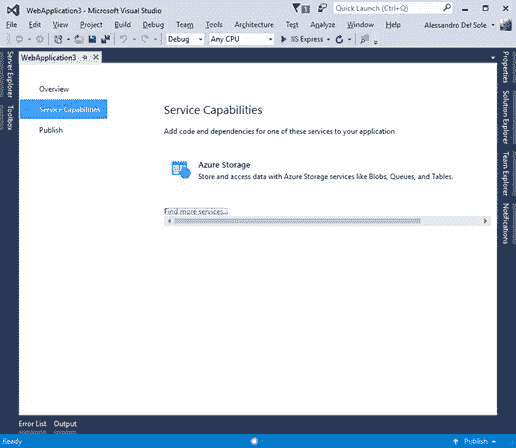 WebApplication3 - Microsoft Visual Studio
1
Quick Launch (Ctrl+Q)
File Edit View Project Build Debug Team Tools Architecture
Test Analyze Window Help Alessandro Del Sole
Debug Any CPU IIS Express
Server Explorer
Toolbox
WebApplication3
Overview
Service Capabilities
Publish
Service Capabilities
Add code and dependencies for one of these services to your application
Azure Storage
Store and access data with Azure Storage services like Blobs, Queues, and Tables.
Find more services...
Properties
Solution Explorer
Team Explorer
Notifications
Error List Output
Ready Publish